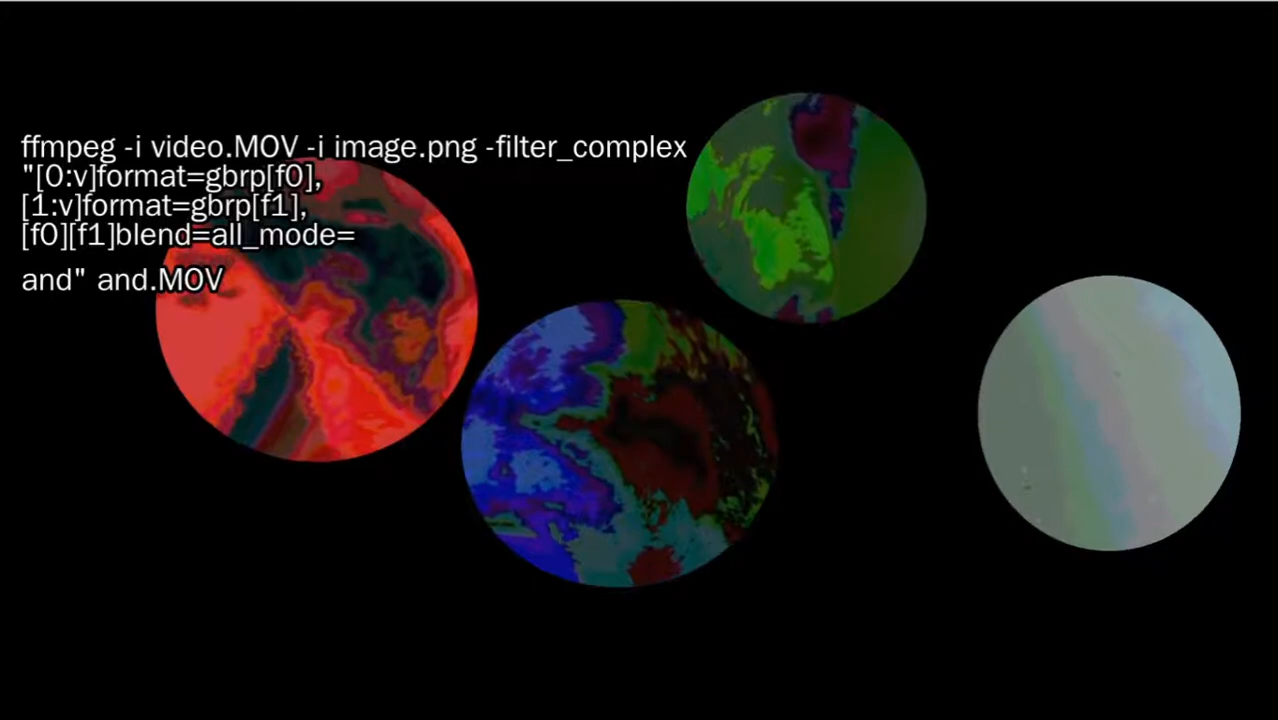 ffmpeg -i video.MOV -i image.png -filter_complex
"[0:v]format=gbrp[f0],
[1:v]format=gbrp[f1],
[f0][f1]blend=all_mode=
and" and.MOV